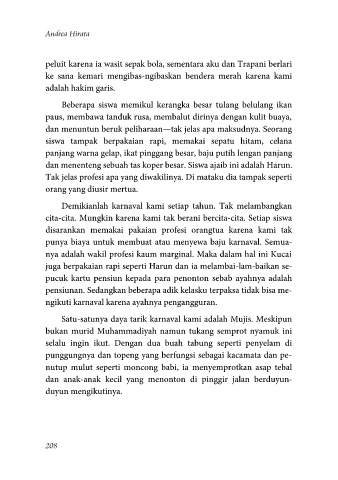 Andrea Hirata
peluit karena ia wasit sepak bola, sementara aku dan Trapani berlari
ke sana kemari mengibas-ngibaskan bendera merah karena kami
adalah hakim garis.
Beberapa siswa memikul kerangka besar tulang belulang ikan
paus, membawa tanduk rusa, membalut dirinya dengan kulit buaya,
dan menuntun beruk peliharaan—tak jelas apa maksudnya. Seorang
siswa tampak berpakaian rapi, memakai sepatu hitam, celana
panjang warna gelap, ikat pinggang besar, baju putih lengan panjang
dan menenteng sebuah tas koper besar. Siswa ajaib ini adalah Harun.
Tak jelas profesi apa yang diwakilinya. Di mataku dia tampak seperti
orang yang diusir mertua.
Demikianlah karnaval kami setiap tahun. Tak melambangkan
cita-cita. Mungkin karena kami tak berani bercita-cita. Setiap siswa
disarankan memakai pakaian profesi orangtua karena kami tak
punya biaya untuk membuat atau menyewa baju karnaval. Semua-
nya adalah wakil profesi kaum marginal. Maka dalam hal ini Kucai
juga berpakaian rapi seperti Harun dan ia melambai-lam-baikan se-
pucuk kartu pensiun kepada para penonton sebab ayahnya adalah
pensiunan. Sedangkan beberapa adik kelasku terpaksa tidak bisa me-
ngikuti karnaval karena ayahnya pengangguran.
Satu-satunya daya tarik karnaval kami adalah Mujis. Meskipun
bukan murid Muhammadiyah namun tukang semprot nyamuk ini
selalu ingin ikut. Dengan dua buah tabung seperti penyelam di
punggungnya dan topeng yang berfungsi sebagai kacamata dan pe-
nutup mulut seperti moncong babi, ia menyemprotkan asap tebal
dan anak-anak kecil yang menonton di pinggir jalan berduyun-
duyun mengikutinya.
208